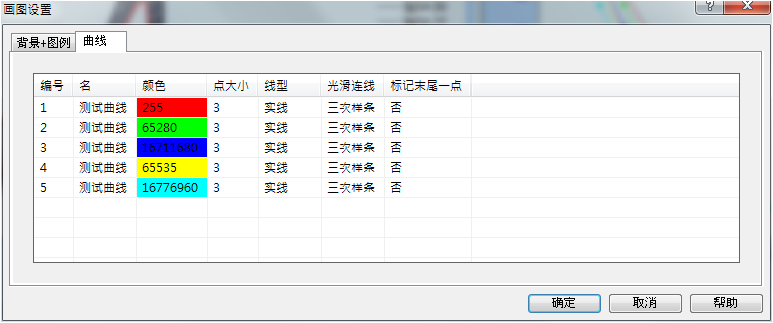 画图设置
背景+图例 曲线
编号 名 颜色 点大小 线型 光滑连线 标记末尾一点
1 测试曲线 255 3 实线 三次样条 否
2 测试曲线 65280 3 实线 三次样条 否
3 测试曲线 16711680 3 实线 三次样条 否
4 测试曲线 65535 3 实线 三次样条 否
5 测试曲线 16776960 3 实线 三次样条 否
确定 取消 帮助